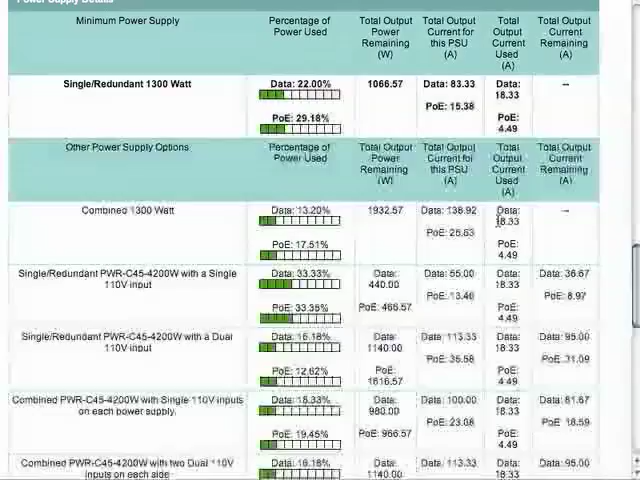 Power Supply Details
Minimum Power Supply
Percentage of Power Used
Total Output Power Remaining (W)
Total Output Current for this PSU (A)
Total Output Current Used (A)
Total Output Current Remaining (A)
Single/Redundant 1300 Watt
Data: 22.00%
PoE: 29.18%
1066.57
Data: 83.33
PoE: 15.38
Data: 18.33
PoE: 4.49
--
Other Power Supply Options
Percentage of Power Used
Total Output Power Remaining (W)
Total Output Current for this PSU (A)
Total Output Current Used (A)
Total Output Current Remaining (A)
Combined 1300 Watt
Data: 13.20%
PoE: 17.51%
1932.57
Data: 138.92
PoE:
Data: 18.33
PoE: 4.49
--
Single/Redundant PWR-C45-4200W with a Single 110V input
Data: 33.33%
PoE:
Data: 440.00
PoE: 466.57
Data: 55.00
PoE: 13.46
Data: 18.33
PoE: 4.49
Data: 36.67
PoE: 8.97
Single/Redundant PWR-C45-4200W with a Dual 110V input
Data: 16.18%
PoE: 12.62%
Data: 1140.00
PoE: 1616.57
Data: 113.33
PoE: 35.58
Data: 18.33
PoE: 4.49
Data: 95.00
PoE: 31.09
Combined PWR-C45-4200W with Single 110V inputs on each power supply.
Data: 18.33%
PoE: 19.45%
Data: 980.00
PoE: 966.57
Data: 100.00
PoE: 23.08
Data: 18.33
PoE: 4.49
Data: 81.67
PoE: 18.59
Combined PWR-C45-4200W with two Dual 110V inputs on each side
Data: 16.18%
Data: 1140.00
Data: 113.33
Data: 18.33
Data: 95.00